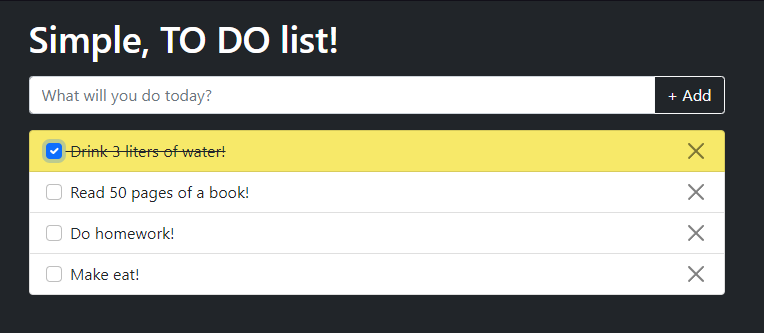 Simple, TO DO list!
What will you do today?
+ Add
Drink 3 liters of water!
Read 50 pages of a book!
Do homework!
Make eat!